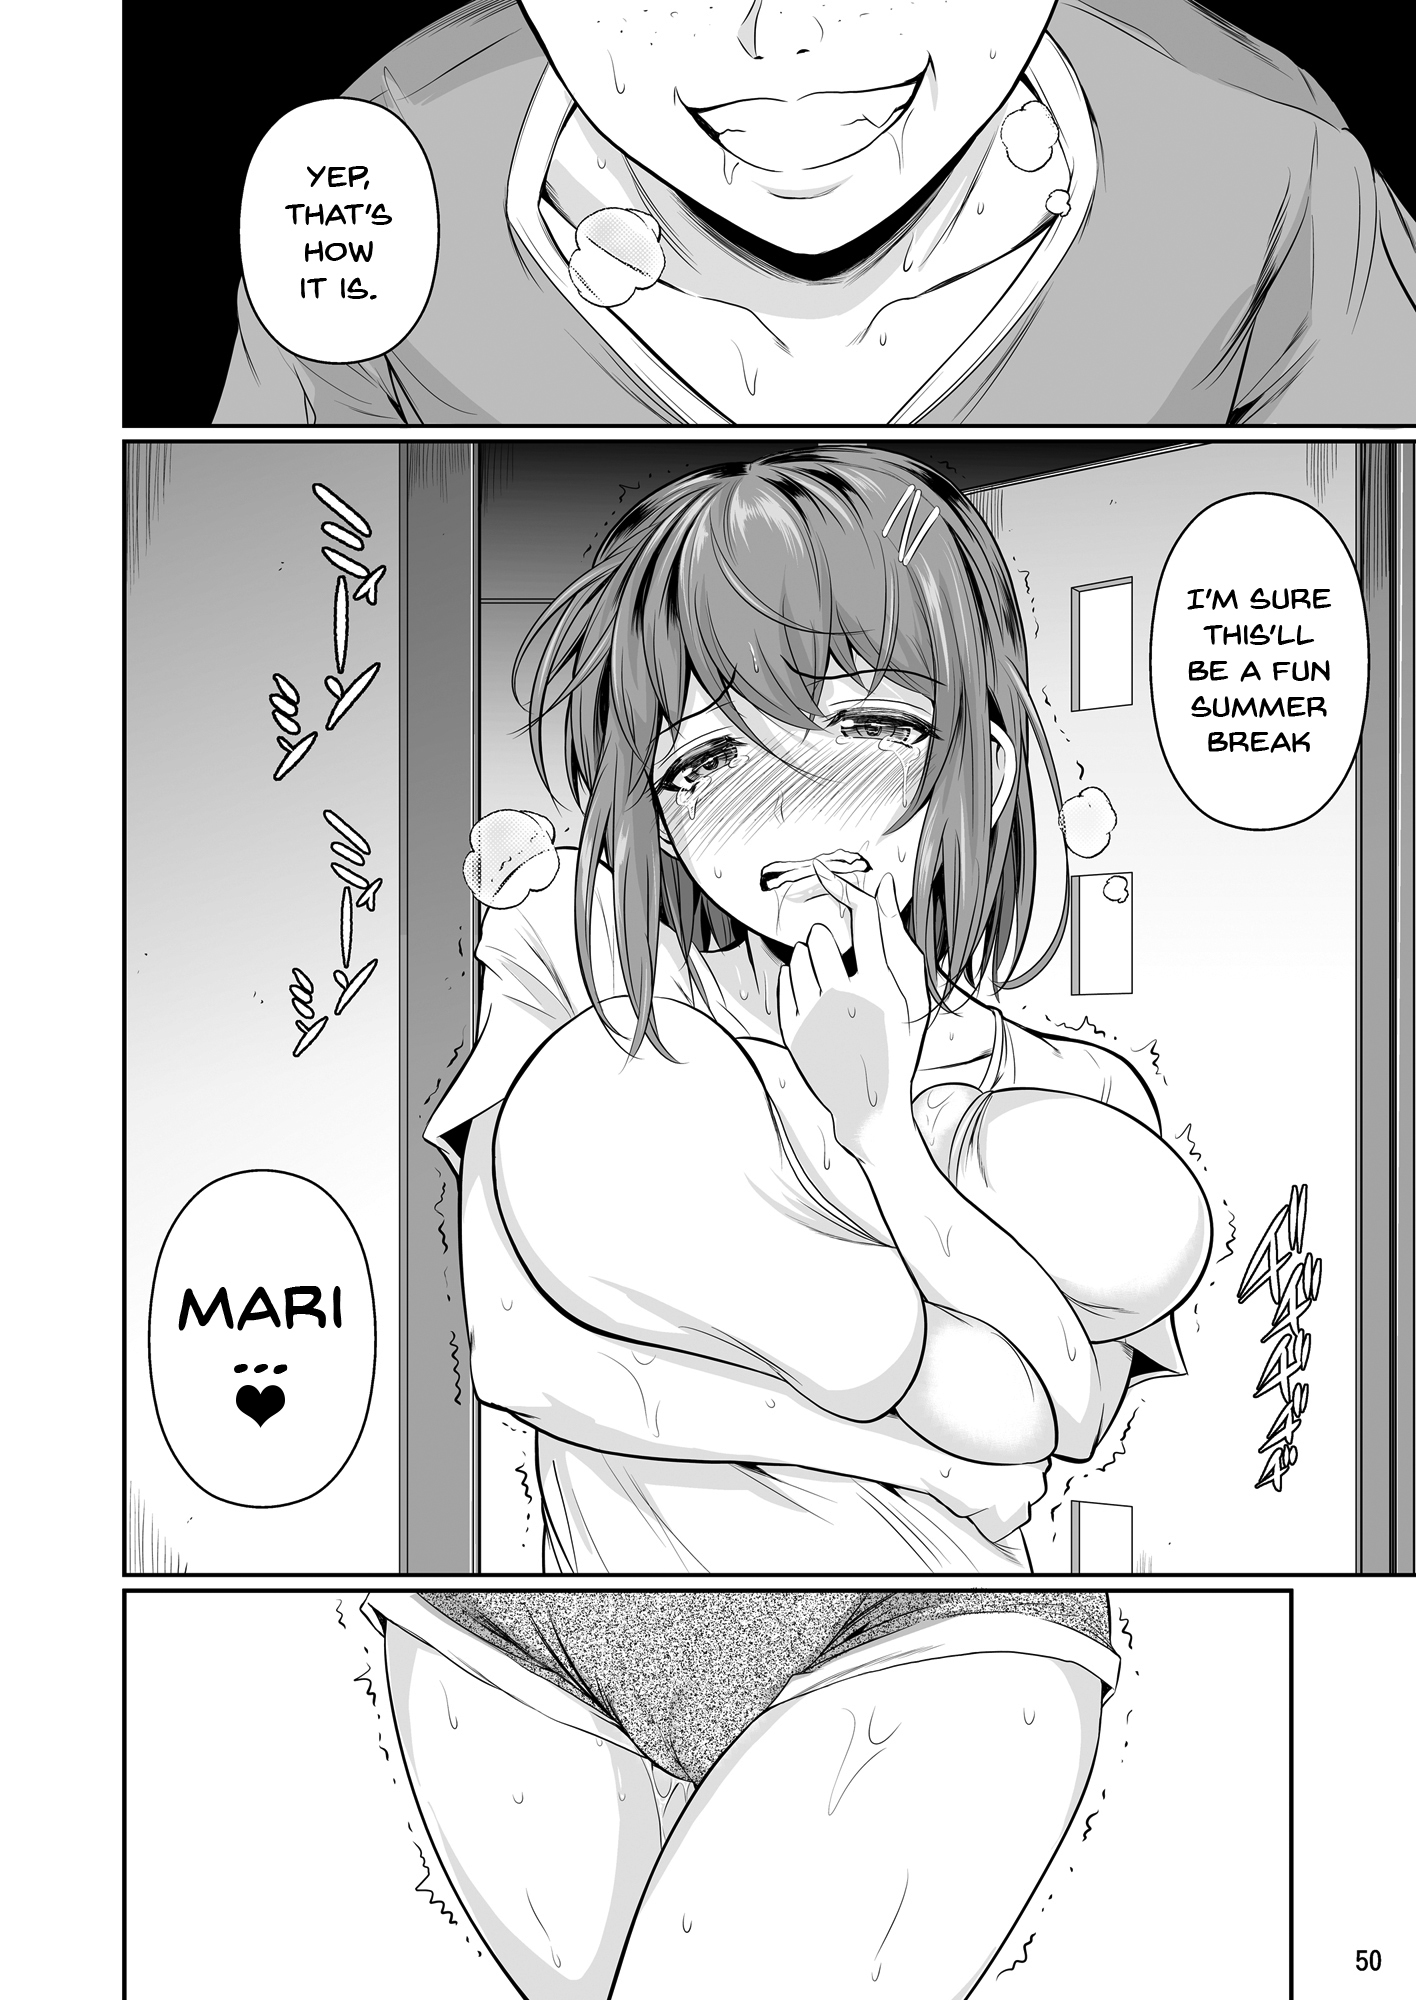 YEP,
THAT'S
HOW
IT IS.
I'M SURE
THIS'LL
BE A FUN
SUMMER
BREAK
MARI
...
♥
50